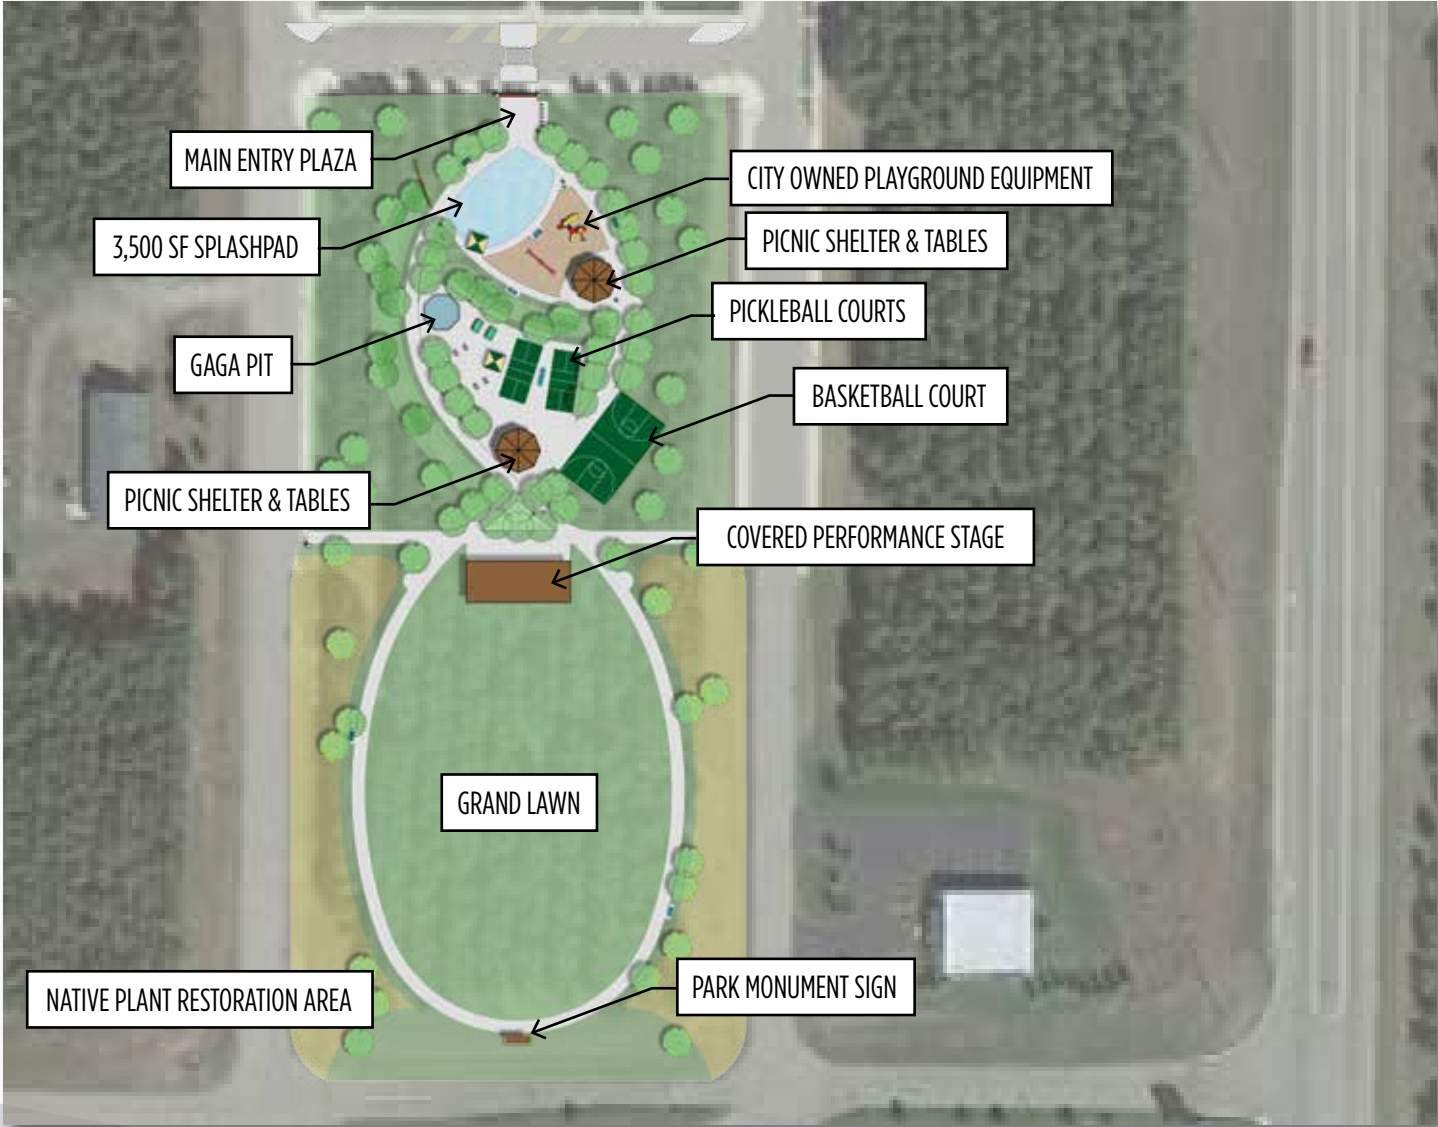 MAIN ENTRY PLAZA
CITY OWNED PLAYGROUND EQUIPMENT
3,500 SF SPLASHPAD
PICNIC SHELTER & TABLES
PICKLEBALL COURTS
GAGA PIT
BASKETBALL COURT
PICNIC SHELTER & TABLES
COVERED PERFORMANCE STAGE
GRAND LAWN
NATIVE PLANT RESTORATION AREA
PARK MONUMENT SIGN